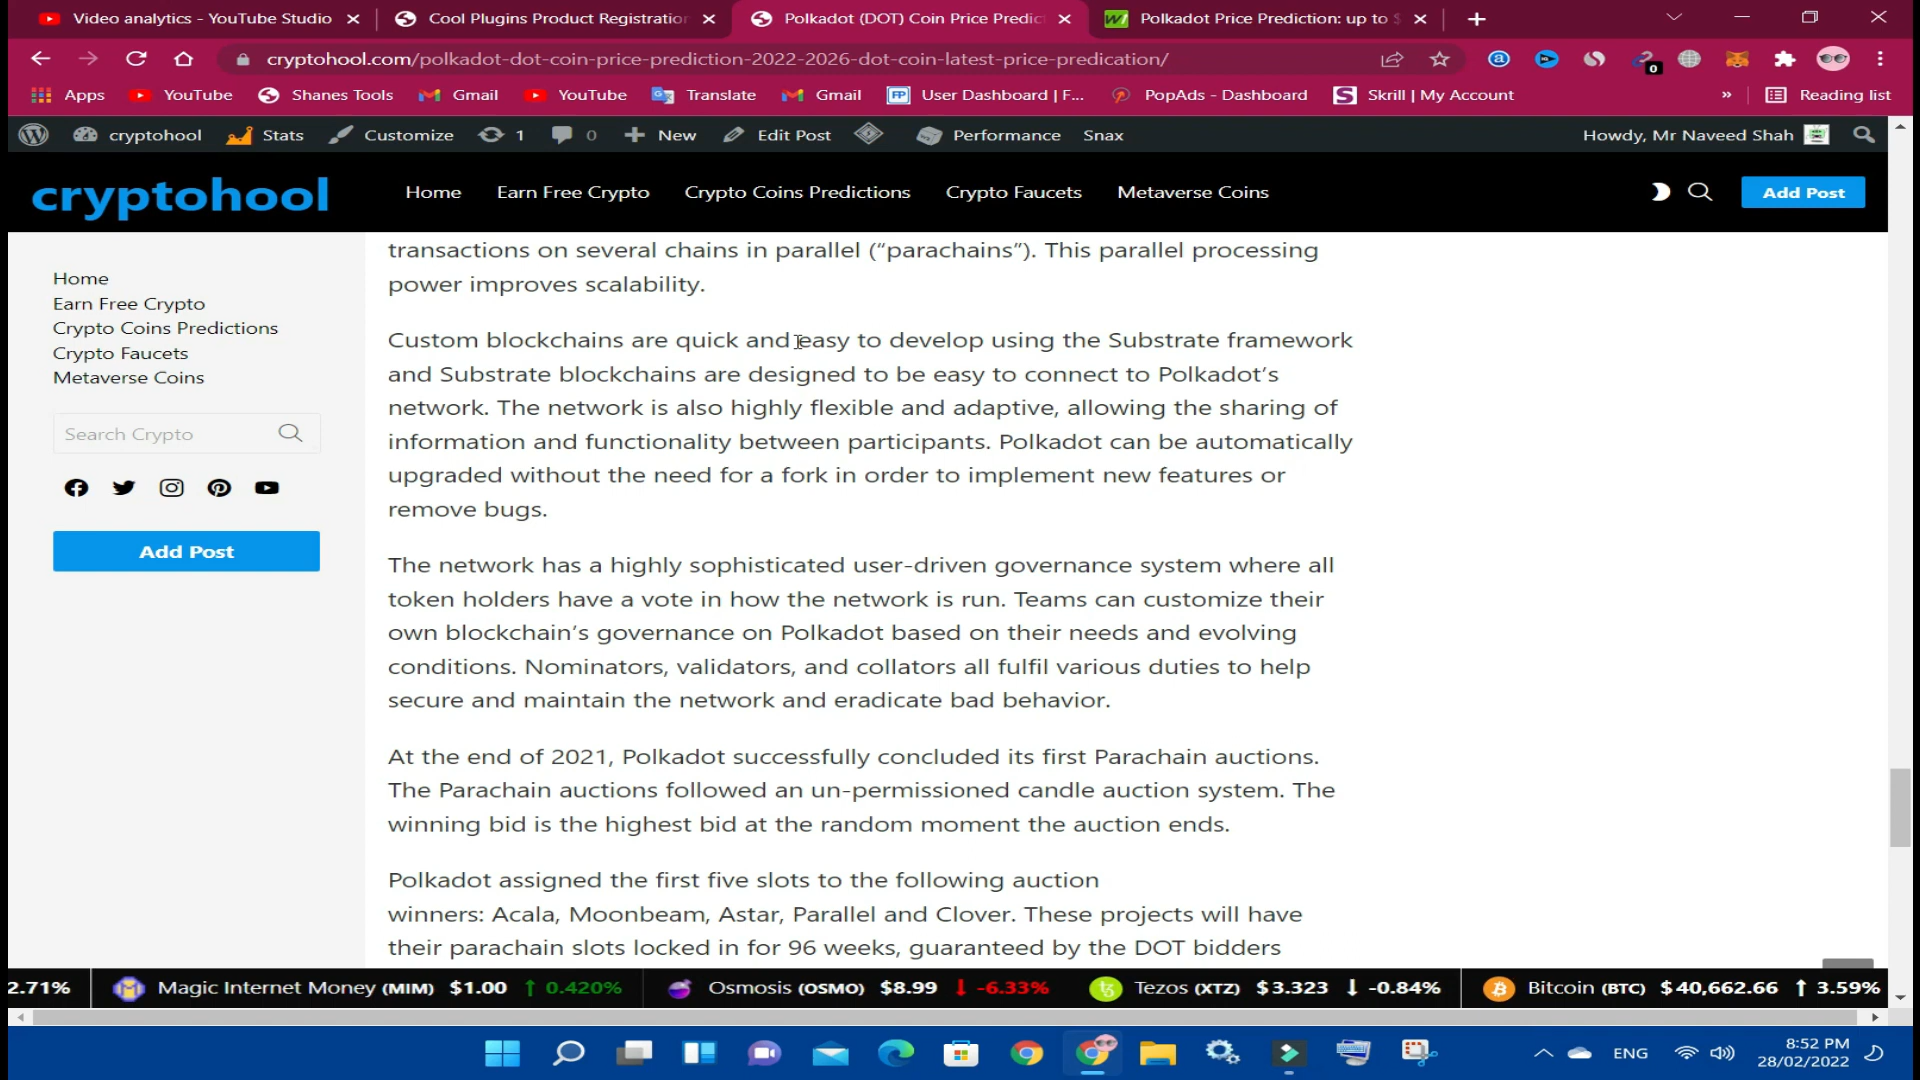 Video analytics - YouTube Studio
Cool Plugins Product Registration
Polkadot (DOT) Coin Price Predic
Polkadot Price Prediction: up to $
cryptohool.com/polkadot-dot-coin-price-prediction-2022-2026-dot-coin-latest-price-predication/
0
Apps YouTube Shanes Tools Gmail YouTube Translate Gmail User Dashboard | F... PopAds - Dashboard Skrill | My Account » Reading list
cryptohool Stats Customize 1 0 New Edit Post Performance Snax Howdy, Mr Naveed Shah
cryptohool Home Earn Free Crypto Crypto Coins Predictions Crypto Faucets Metaverse Coins Add Post
Home
Earn Free Crypto
Crypto Coins Predictions
Crypto Faucets
Metaverse Coins
Search Crypto
Add Post
transactions on several chains in parallel (“parachains”). This parallel processing
power improves scalability.
Custom blockchains are quick and easy to develop using the Substrate framework
and Substrate blockchains are designed to be easy to connect to Polkadot’s
network. The network is also highly flexible and adaptive, allowing the sharing of
information and functionality between participants. Polkadot can be automatically
upgraded without the need for a fork in order to implement new features or
remove bugs.
The network has a highly sophisticated user-driven governance system where all
token holders have a vote in how the network is run. Teams can customize their
own blockchain’s governance on Polkadot based on their needs and evolving
conditions. Nominators, validators, and collators all fulfil various duties to help
secure and maintain the network and eradicate bad behavior.
At the end of 2021, Polkadot successfully concluded its first Parachain auctions.
The Parachain auctions followed an un-permissioned candle auction system. The
winning bid is the highest bid at the random moment the auction ends.
Polkadot assigned the first five slots to the following auction
winners: Acala, Moonbeam, Astar, Parallel and Clover. These projects will have
their parachain slots locked in for 96 weeks, guaranteed by the DOT bidders
2.71% Magic Internet Money (MIM) $1.00 ↑ 0.420% Osmosis (OSMO) $8.99 ↓ -6.33% Tezos (XTZ) $3.323 ↓ -0.84% Bitcoin (BTC) $40,662.66 ↑ 3.59%
ENG
8:52 PM
28/02/2022